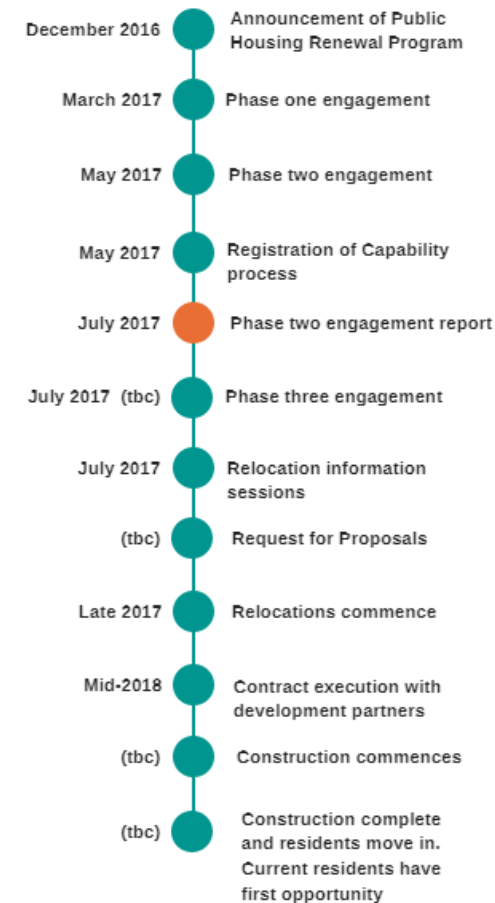 December 2016
Announcement of Public
Housing Renewal Program
March 2017
Phase one engagement
May 2017
Phase two engagement
May 2017
Registration of Capability
process
July 2017
Phase two engagement report
July 2017 (tbc)
Phase three engagement
July 2017
Relocation information
sessions
(tbc)
Request for Proposals
Late 2017
Relocations commence
Mid-2018
Contract execution with
development partners
(tbc)
Construction commences
(tbc)
Construction complete
and residents move in.
Current residents have
first opportunity